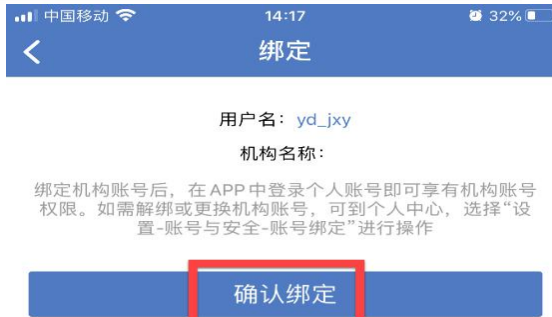 中国移动 14:17 32%
绑定
用户名：yd_jxy
机构名称：
绑定机构账号后，在APP中登录个人账号即可享有机构账号
权限。如需解绑或更换机构账号，可到个人中心，选择“设
置-账号与安全-账号绑定”进行操作
确认绑定